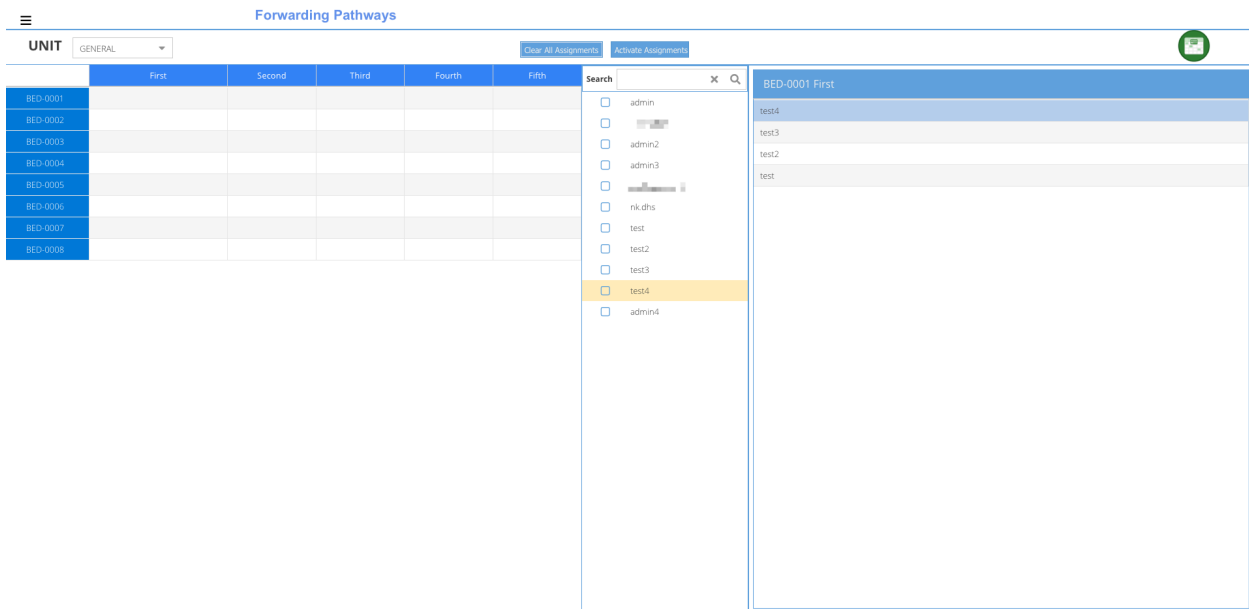 Forwarding Pathways
UNIT GENERAL Clear All Assignments Activate Assignments
First Second Third Fourth Fifth
BED-0001
BED-0002
BED-0003
BED-0004
BED-0005
BED-0006
BED-0007
BED-0008
Search
admin
admin2
admin3
nk.dhs
test
test2
test3
test4
admin4
BED-0001 First
test4
test3
test2
test